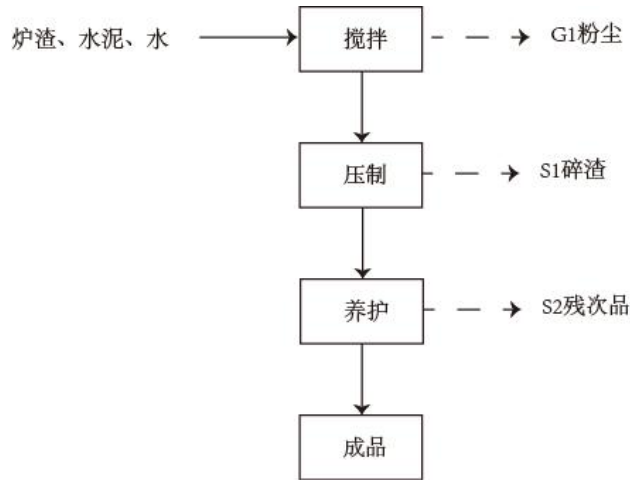 炉渣、水泥、水
搅拌
G1粉尘
压制
S1碎渣
养护
S2残次品
成品